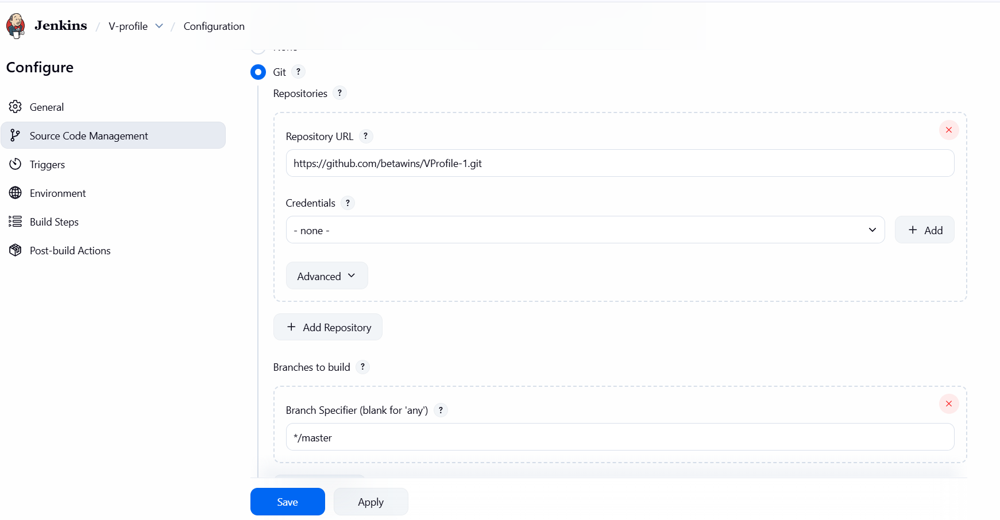 Jenkins / V-profile / Configuration
Configure
General
Source Code Management
Triggers
Environment
Build Steps
Post-build Actions
Git ?
Repositories ?
Repository URL ?
https://github.com/betawins/VProfile-1.git
Credentials ?
- none -
+ Add
Advanced
+ Add Repository
Branches to build ?
Branch Specifier (blank for 'any') ?
*/master
Save
Apply